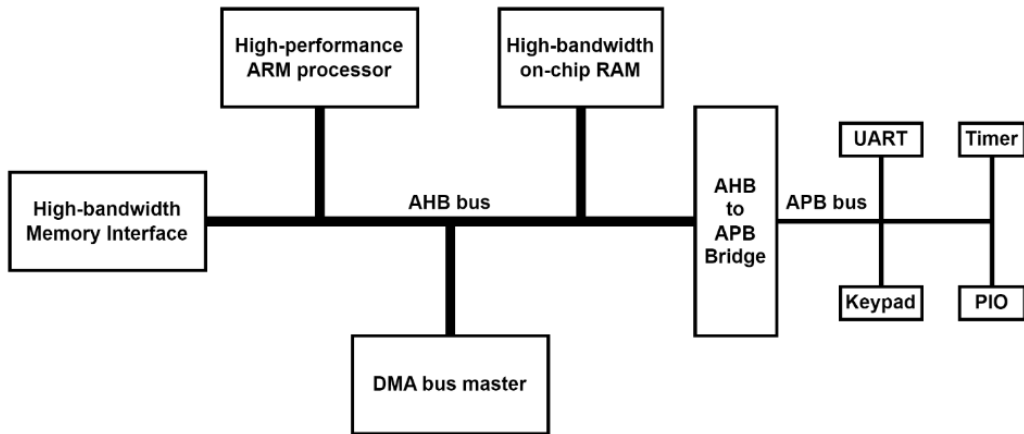 High-performance
ARM processor
High-bandwidth
on-chip RAM
High-bandwidth
Memory Interface
AHB bus
DMA bus master
AHB
to
APB
Bridge
APB bus
UART
Timer
Keypad
PIO